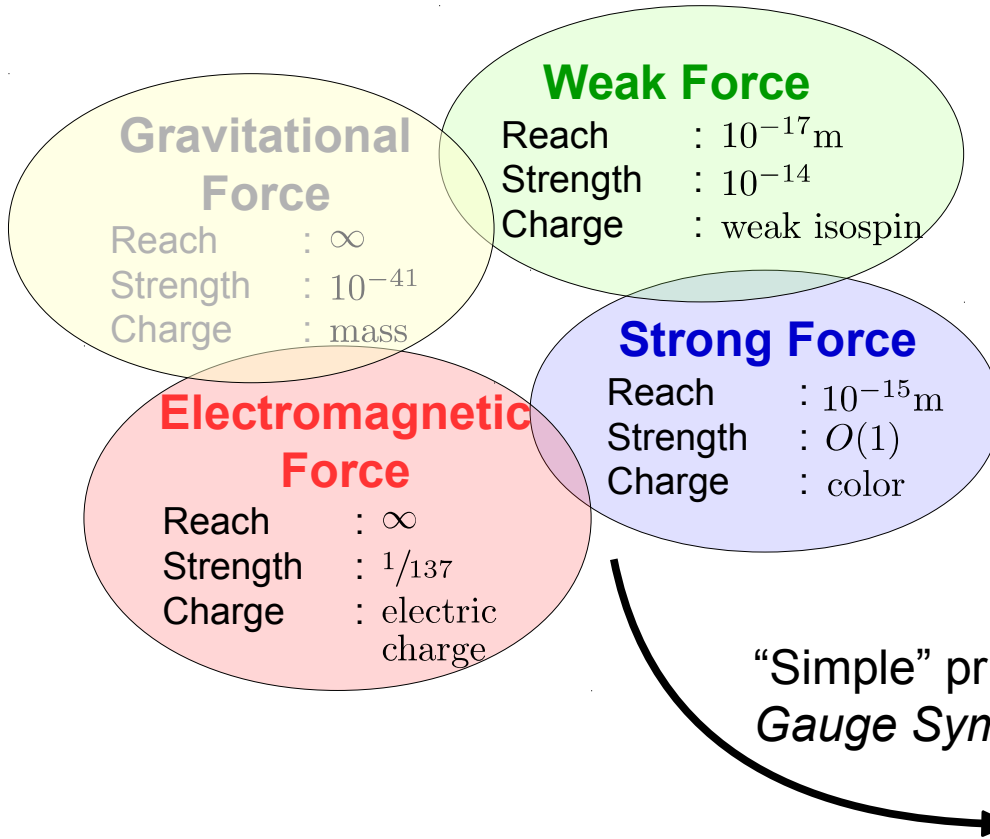 Weak Force
Reach : 10⁻¹⁷m
Strength : 10⁻¹⁴
Charge : weak isospin
Gravitational
Force
Reach : ∞
Strength : 10⁻⁴¹
Charge : mass
Strong Force
Reach : 10⁻¹⁵m
Strength : O(1)
Charge : color
Electromagnetic
Force
Reach : ∞
Strength : 1/137
Charge : electric
charge
“Simple” pr
Gauge Sym